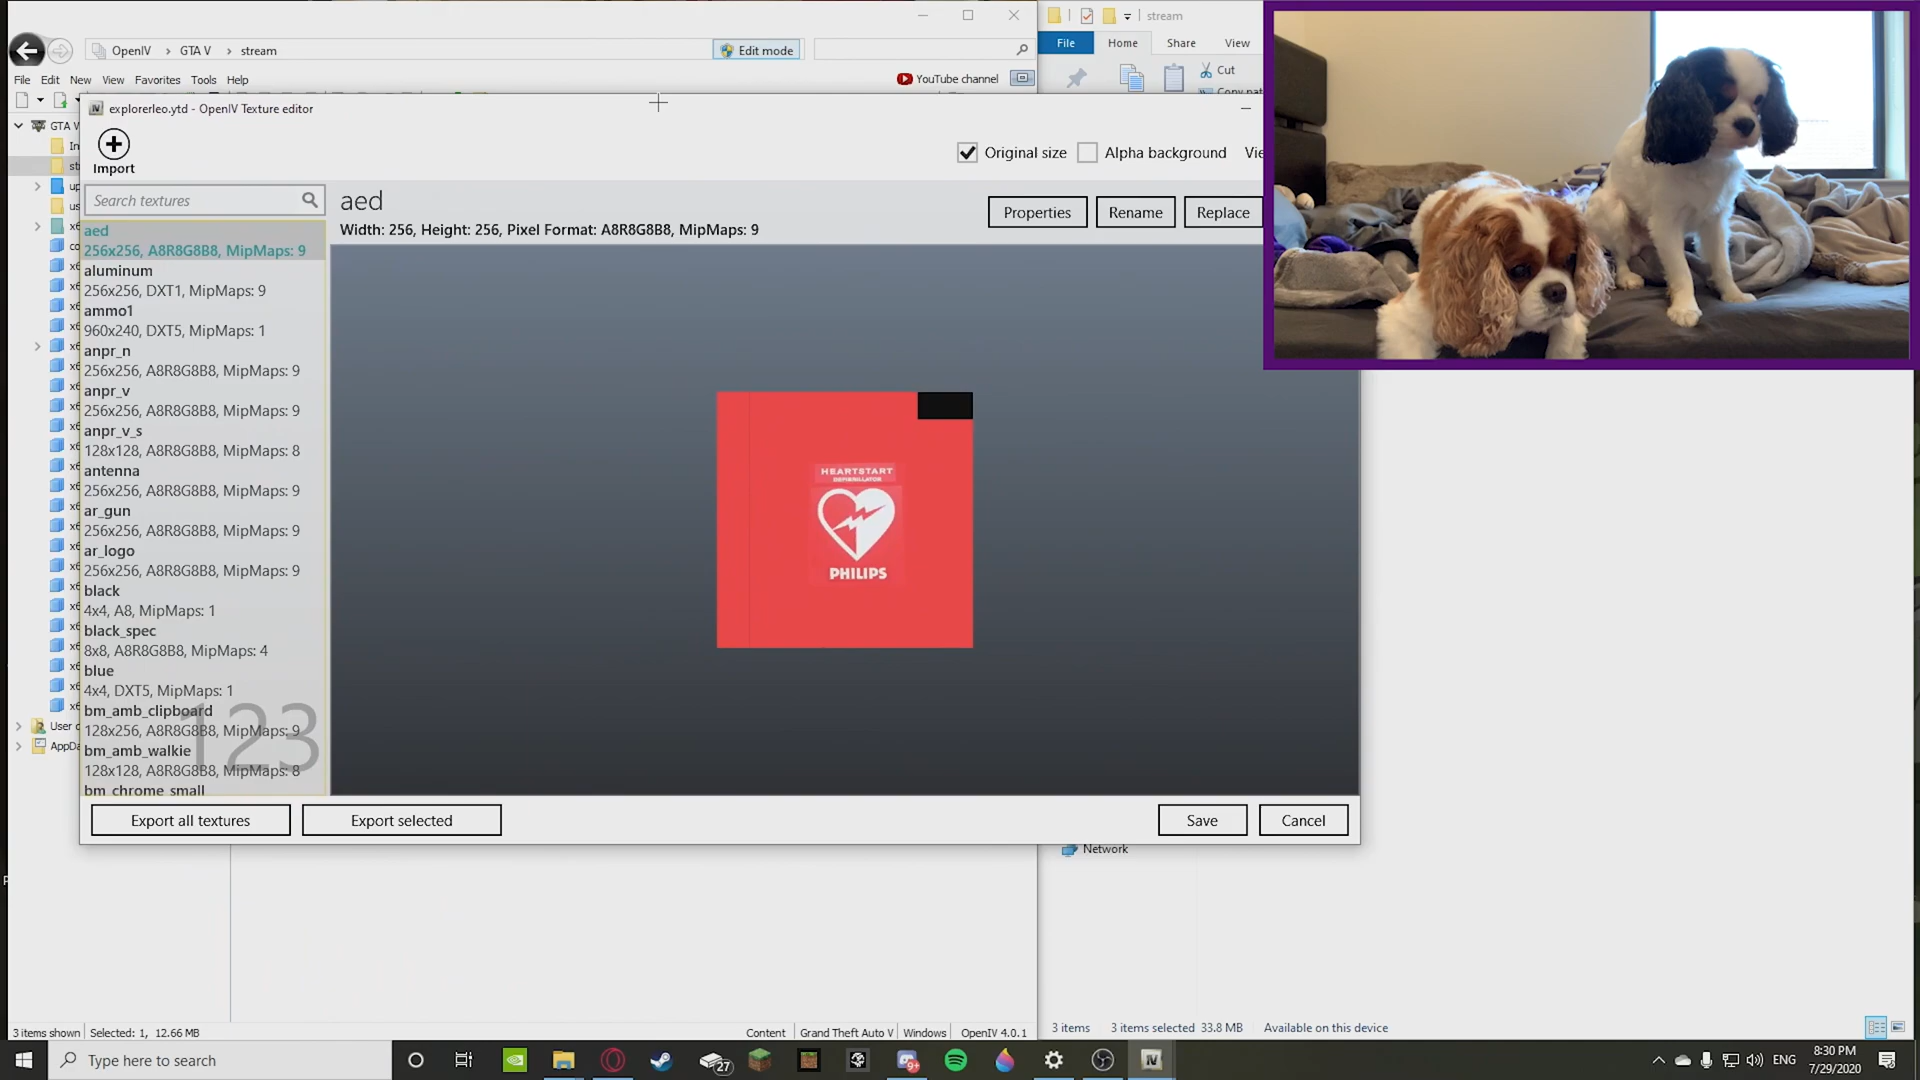 OpenIV
GTA V
stream
Edit mode
File
Edit
New
View
Favorites
Tools
Help
YouTube channel
stream
File
Home
Share
View
Cut
explorerleo.ytd - OpenIV Texture editor
Import
Original size
Alpha background
Search textures
aed
Width: 256, Height: 256, Pixel Format: A8R8G8B8, MipMaps: 9
Properties
Rename
Replace
aed
256x256, A8R8G8B8, MipMaps: 9
aluminum
256x256, DXT1, MipMaps: 9
ammo1
960x240, DXT5, MipMaps: 1
anpr_n
256x256, A8R8G8B8, MipMaps: 9
anpr_v
256x256, A8R8G8B8, MipMaps: 9
anpr_v_s
128x128, A8R8G8B8, MipMaps: 8
antenna
256x256, A8R8G8B8, MipMaps: 9
ar_gun
256x256, A8R8G8B8, MipMaps: 9
ar_logo
256x256, A8R8G8B8, MipMaps: 9
black
4x4, A8, MipMaps: 1
black_spec
8x8, A8R8G8B8, MipMaps: 4
blue
4x4, DXT5, MipMaps: 1
bm_amb_clipboard
128x256, A8R8G8B8, MipMaps: 9
bm_amb_walkie
128x128, A8R8G8B8, MipMaps: 8
bm_chrome_small
123
HEARTSTART
DEFIBRILLATOR
PHILIPS
Export all textures
Export selected
Save
Cancel
Network
3 items shown
Selected: 1, 12.66 MB
Content
Grand Theft Auto V
Windows
OpenIV 4.0.1
3 items
3 items selected 33.8 MB
Available on this device
Type here to search
27
9+
ENG
8:30 PM
7/29/2020